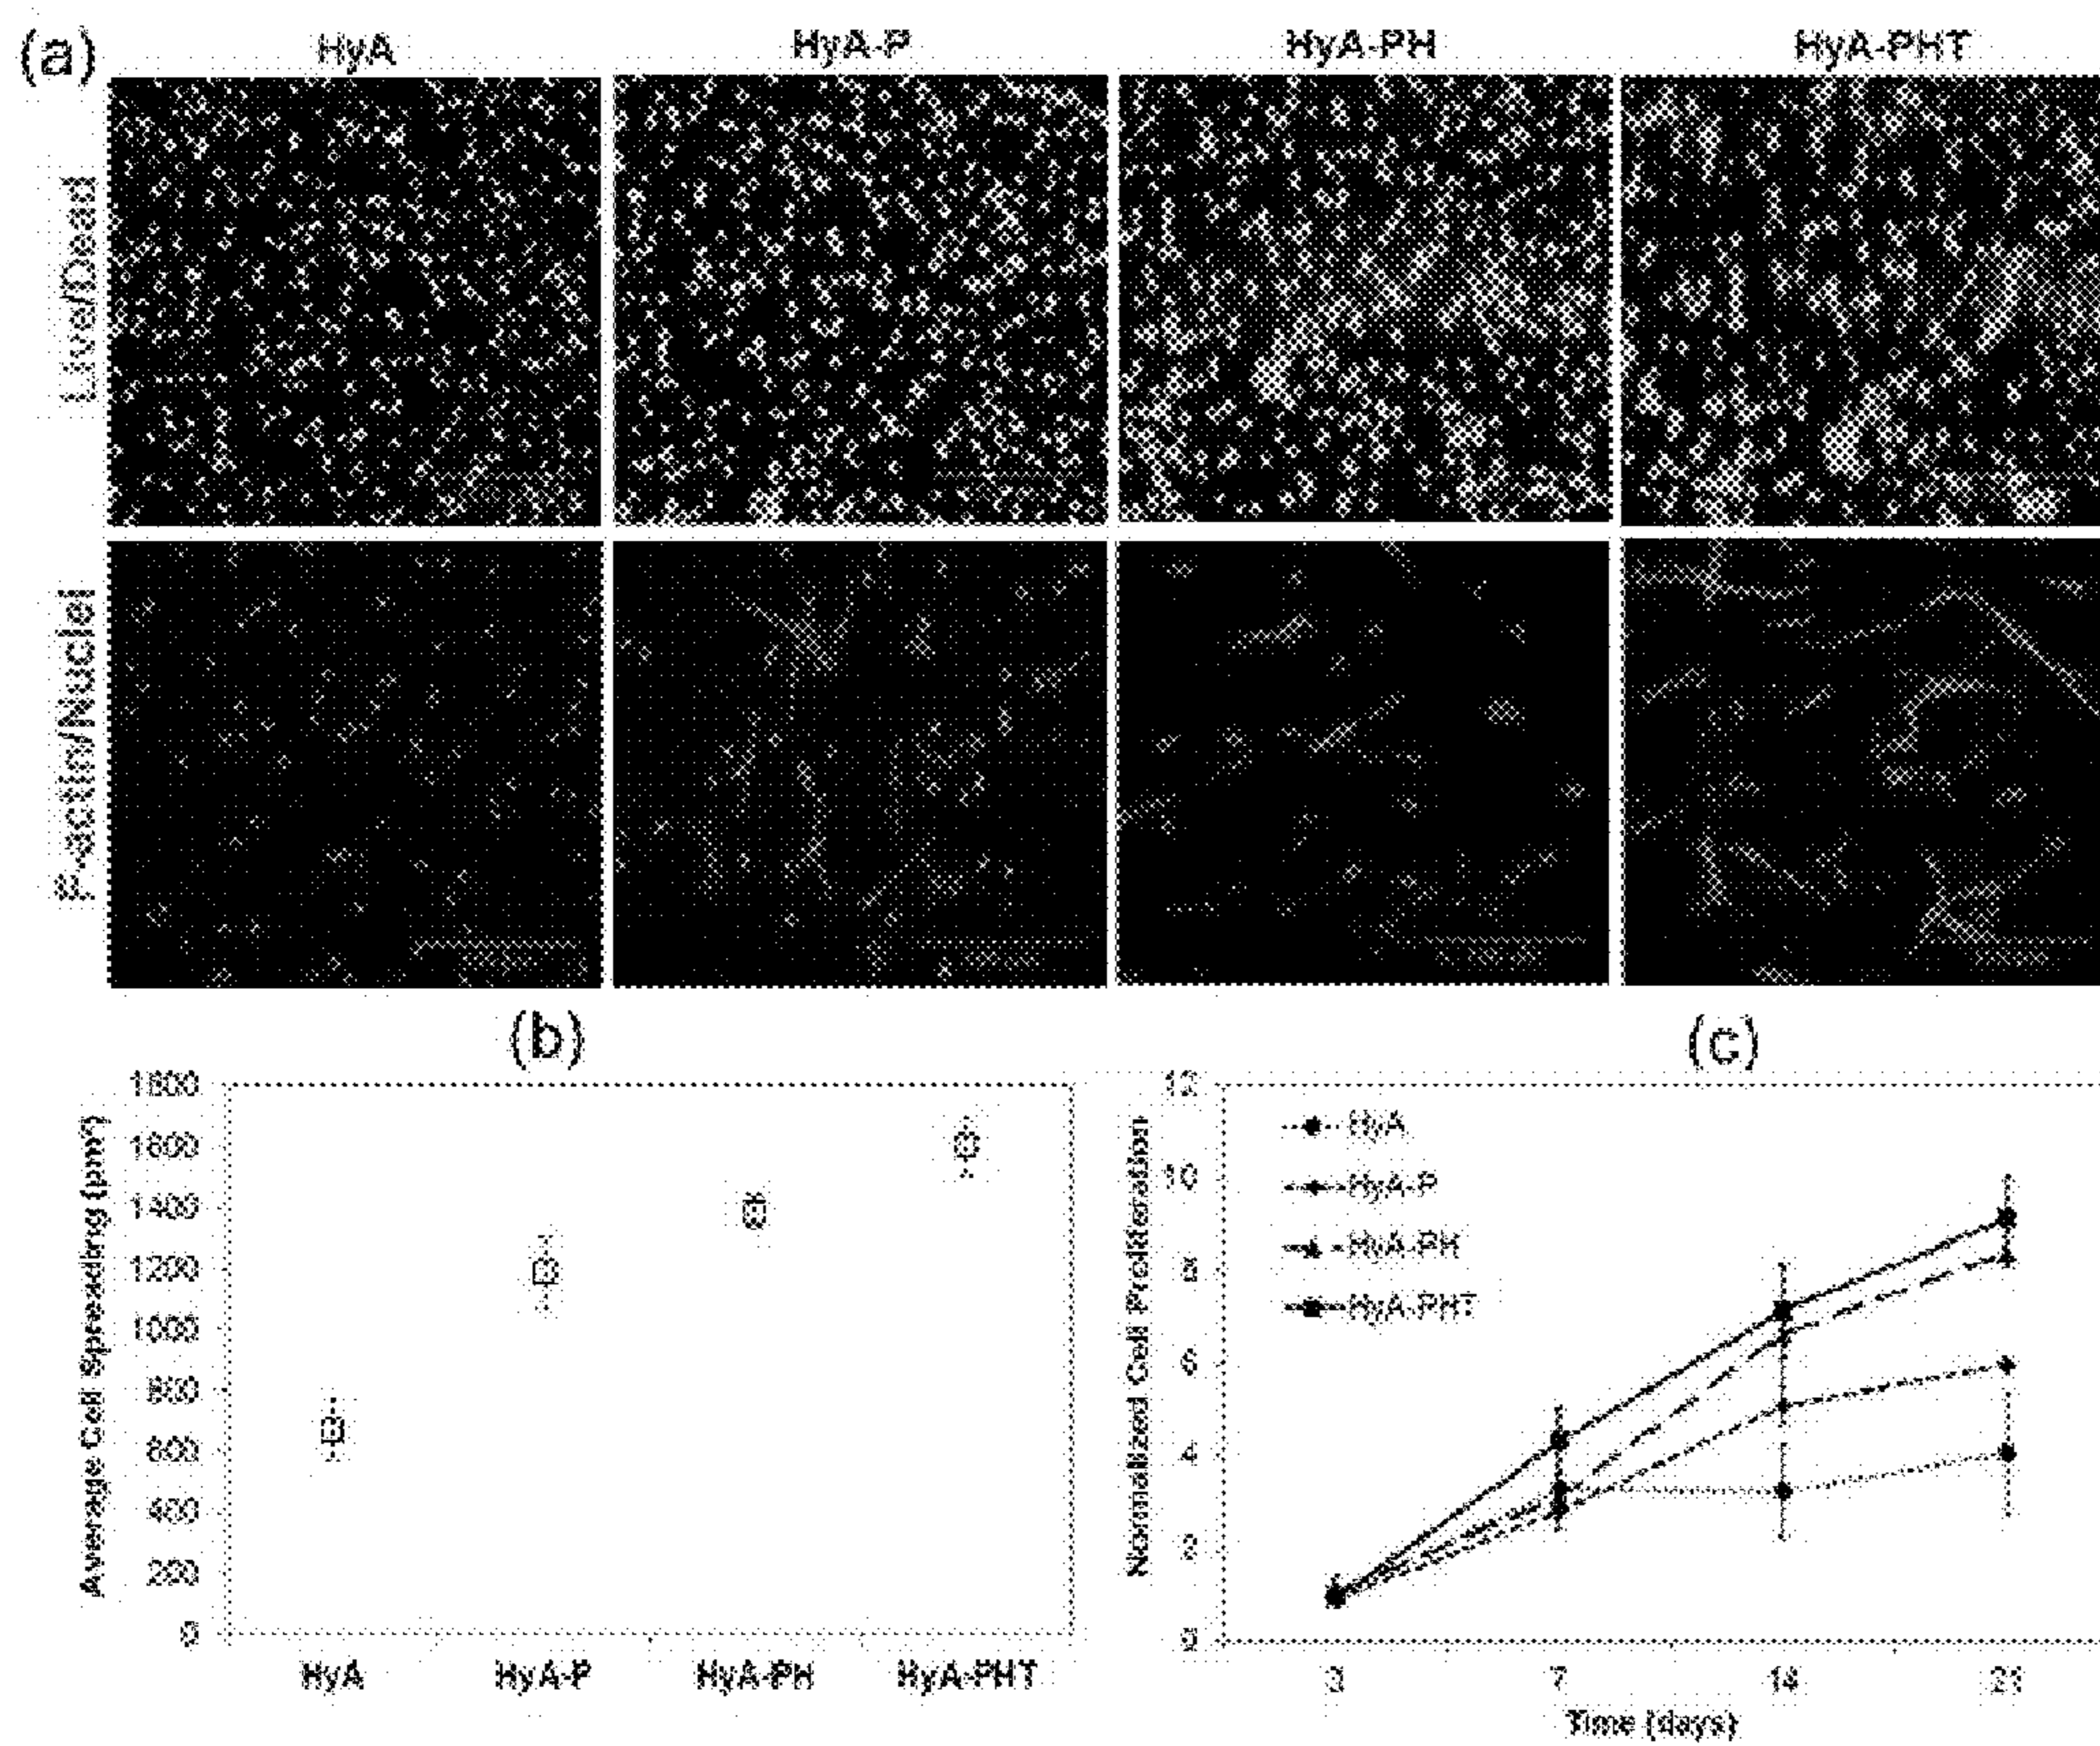 (a)
HyA
HyA-P
HyA-PH
HyA-PHT
Live/Dead
F-actin/Nuclei
(b)
Average Cell Spreading (µm²)
1800
1600
1400
1200
1000
800
600
400
200
0
HyA
HyA-P
HyA-PH
HyA-PHT
(c)
Normalized Cell Proliferation
12
10
8
6
4
2
0
HyA
HyA-P
HyA-PH
HyA-PHT
3
7
14
21
Time (days)